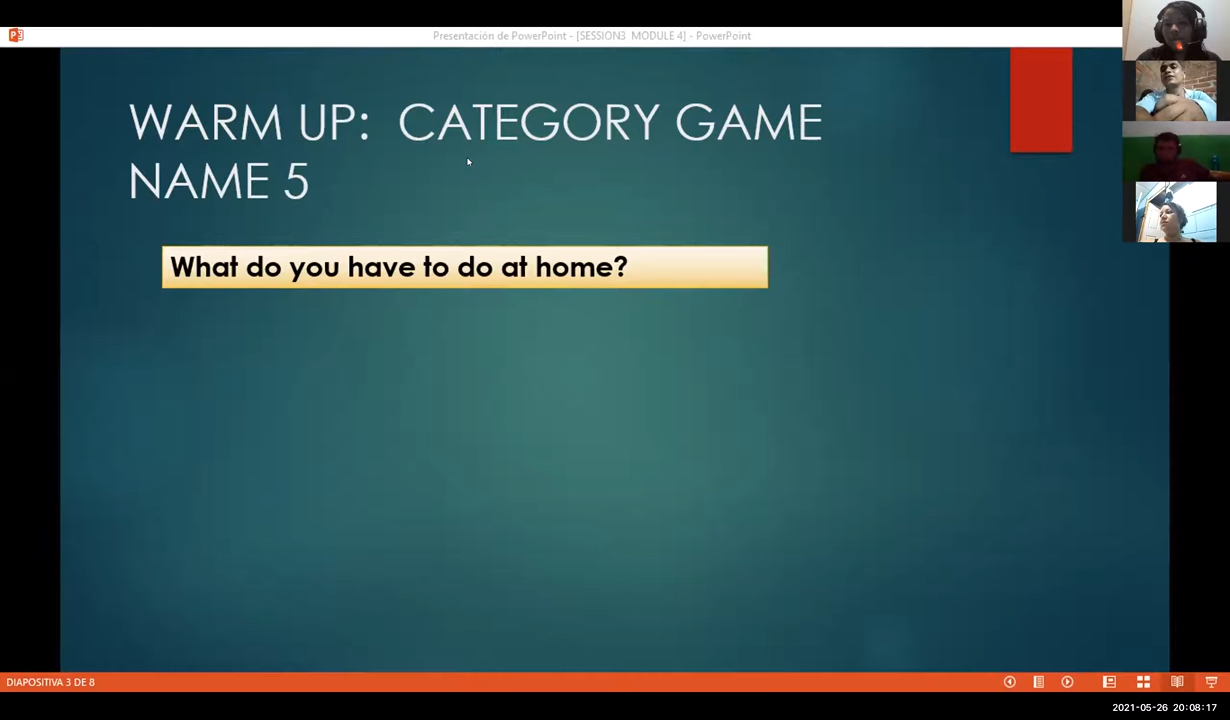 Presentación de PowerPoint - [SESSION3 MODULE 4] - PowerPoint
WARM UP: CATEGORY GAME
NAME 5
What do you have to do at home?
DIAPOSITIVA 3 DE 8
2021-05-26 20:08:17